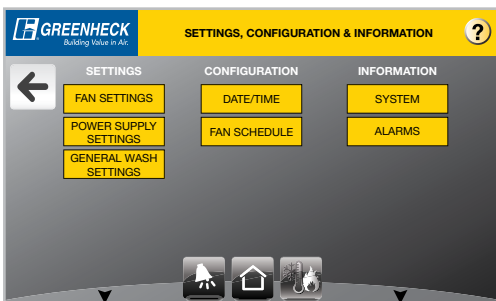 GREENHECK
Building Value in Air.
SETTINGS, CONFIGURATION & INFORMATION
?
SETTINGS
CONFIGURATION
INFORMATION
FAN SETTINGS
DATE/TIME
SYSTEM
POWER SUPPLY
SETTINGS
FAN SCHEDULE
ALARMS
GENERAL WASH
SETTINGS